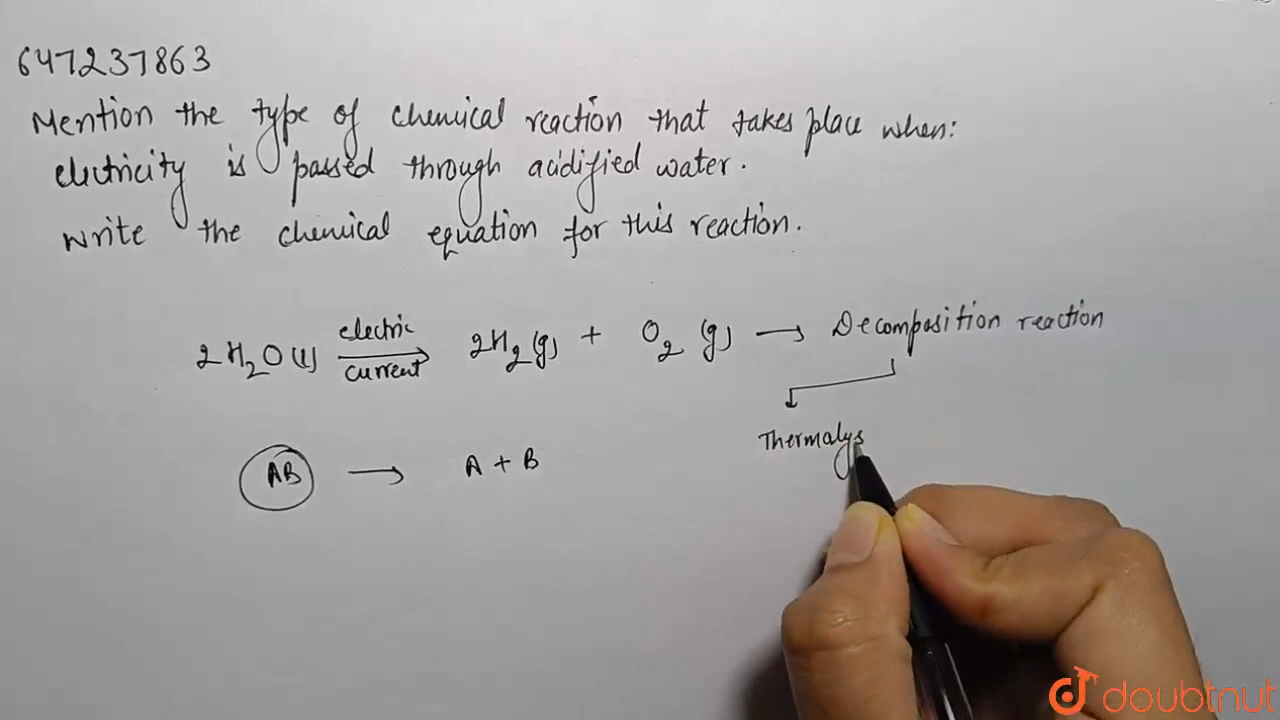 647237863
Mention the type of chemical reaction that takes place when:
electricity is passed through acidified water.
Write the chemical equation for this reaction.
2H₂O(l) electric current → 2H₂(g) + O₂(g) → Decomposition reaction
Thermalys
AB → A + B
doubtnut